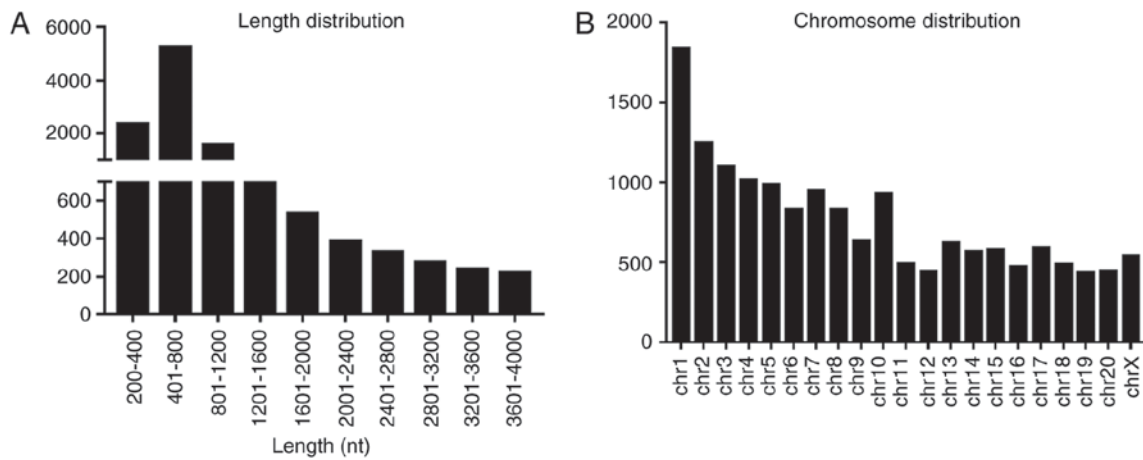 A
Length distribution
6000
4000
2000
600
400
200
0
200-400
401-800
801-1200
1201-1600
1601-2000
2001-2400
2401-2800
2801-3200
3201-3600
3601-4000
Length (nt)
B
Chromosome distribution
2000
1500
1000
500
0
chr1
chr2
chr3
chr4
chr5
chr6
chr7
chr8
chr9
chr10
chr11
chr12
chr13
chr14
chr15
chr16
chr17
chr18
chr19
chr20
chrX